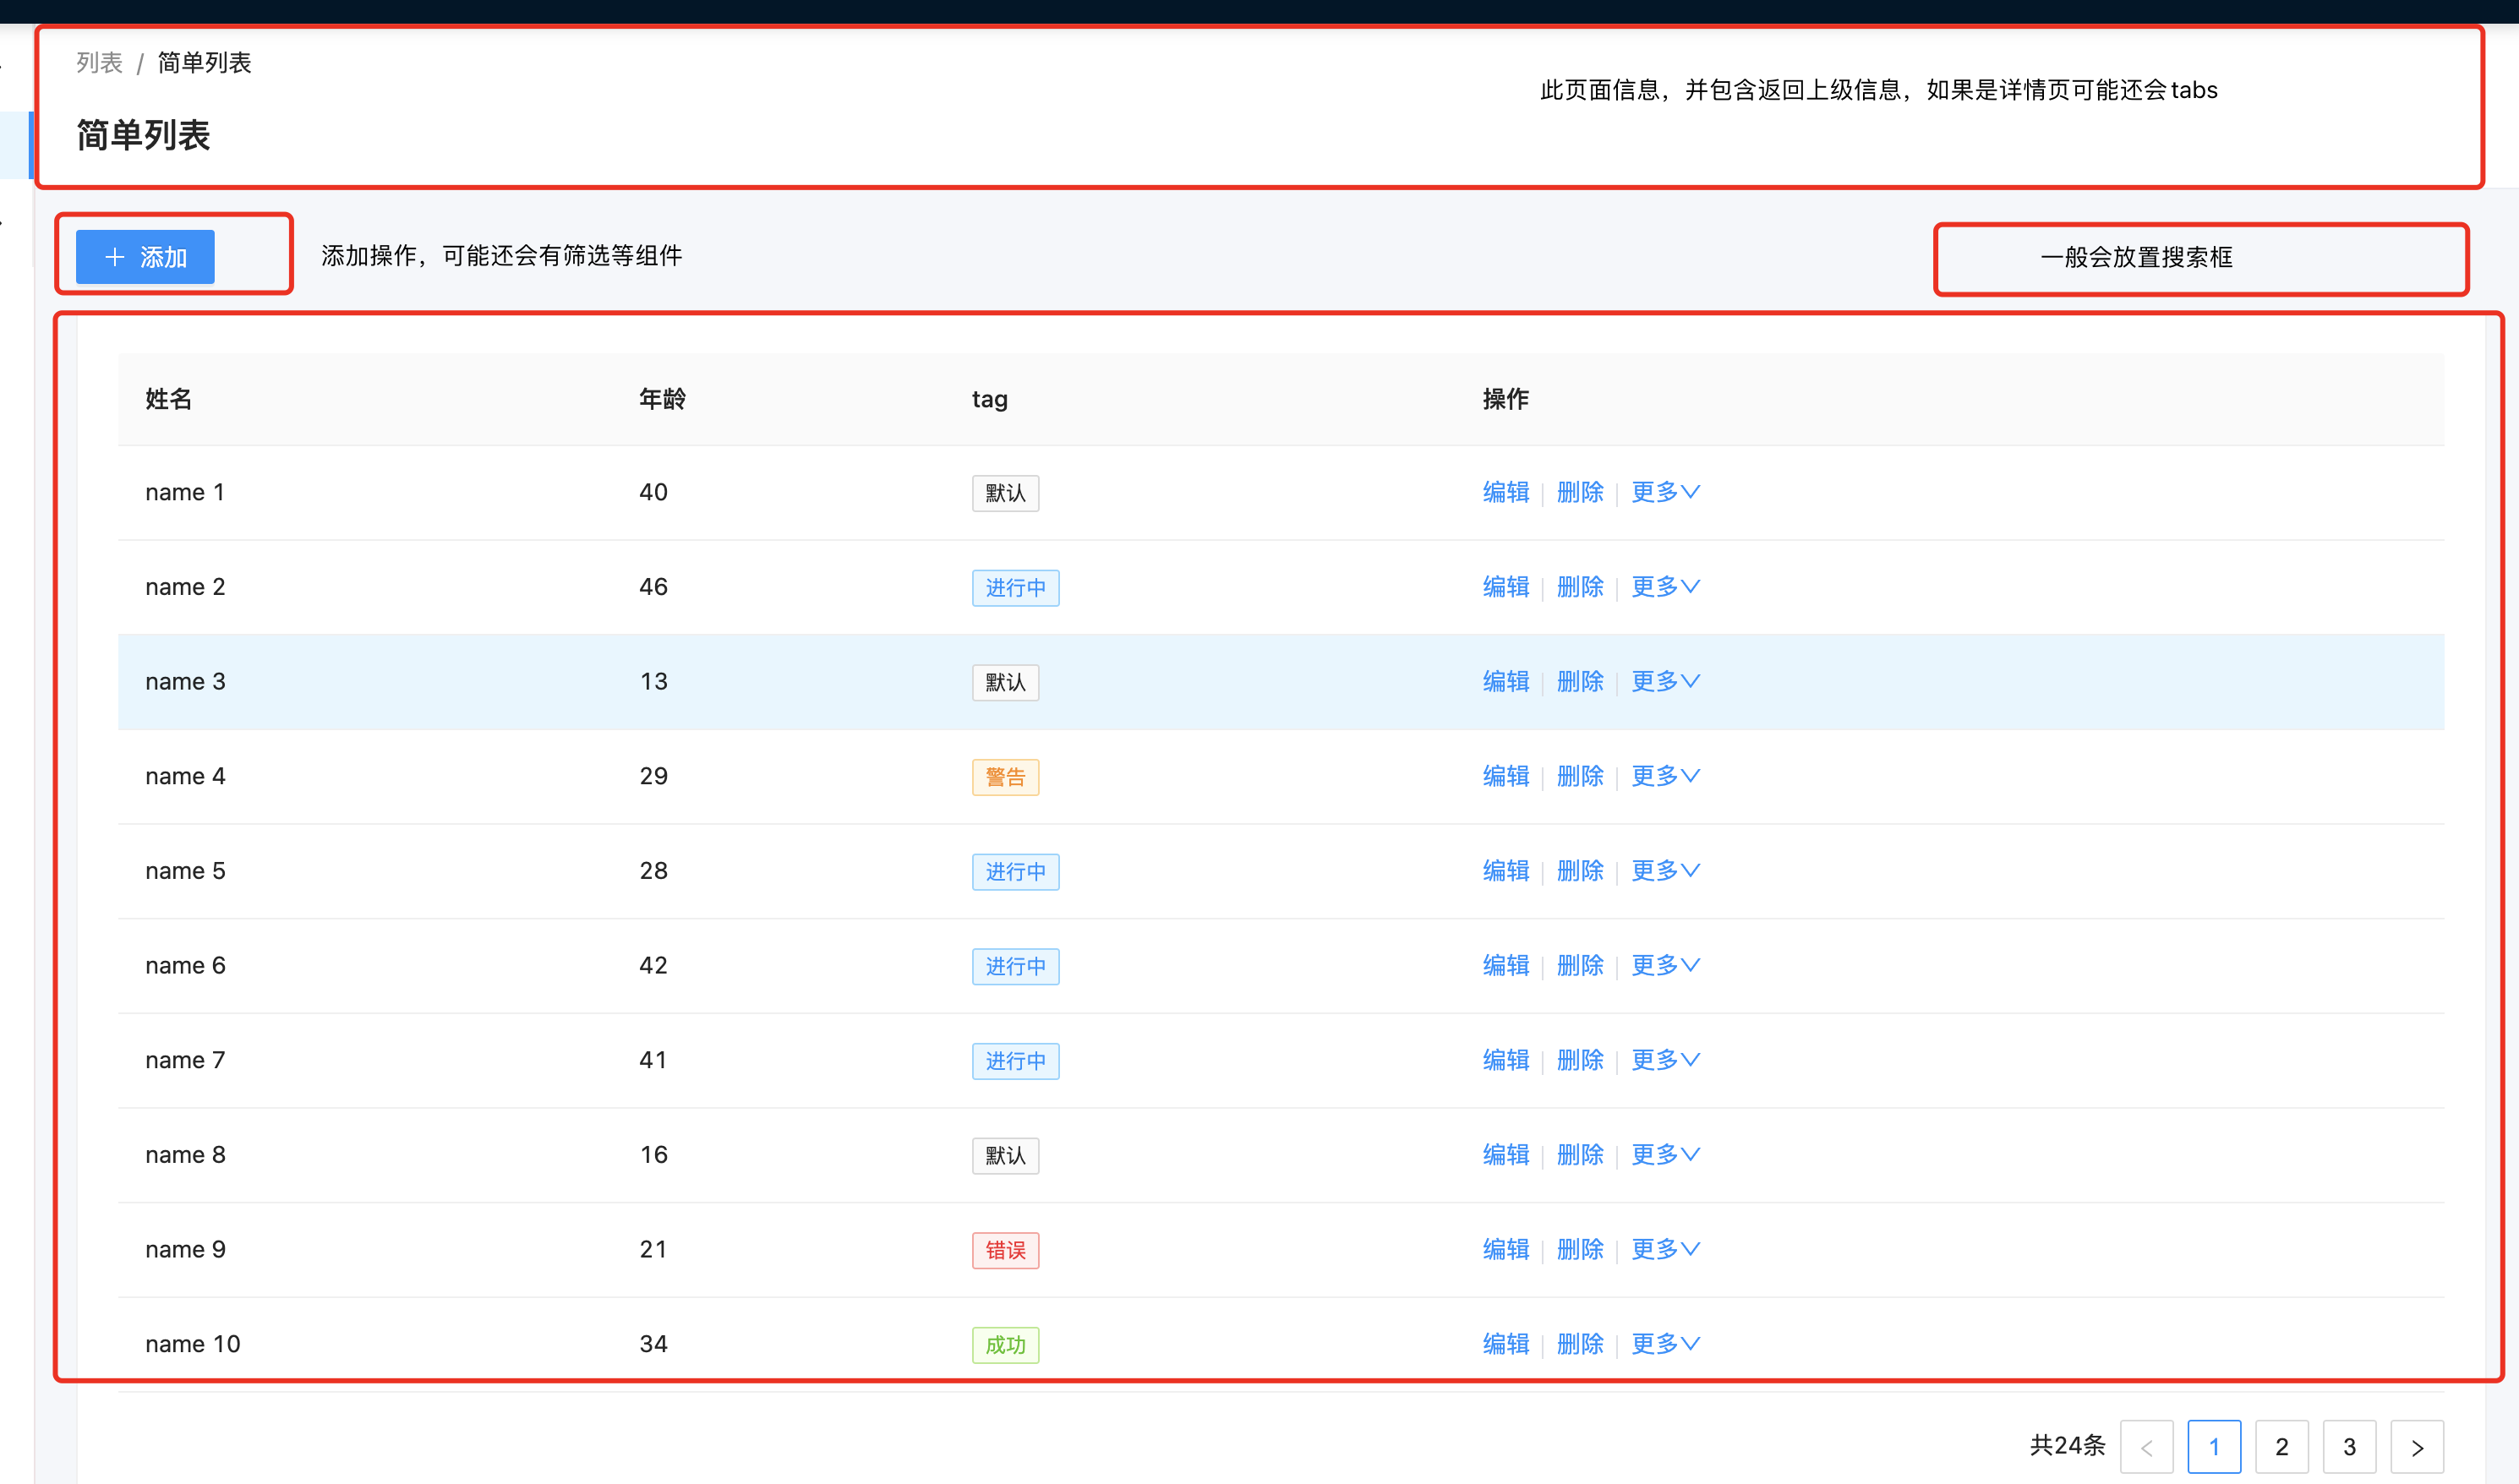 列表 / 简单列表
此页面信息，并包含返回上级信息，如果是详情页可能还会tabs
简单列表
添加
添加操作，可能还会有筛选等组件
一般会放置搜索框
姓名 年龄 tag 操作
name 1 40 默认 编辑 删除 更多
name 2 46 进行中 编辑 删除 更多
name 3 13 默认 编辑 删除 更多
name 4 29 警告 编辑 删除 更多
name 5 28 进行中 编辑 删除 更多
name 6 42 进行中 编辑 删除 更多
name 7 41 进行中 编辑 删除 更多
name 8 16 默认 编辑 删除 更多
name 9 21 错误 编辑 删除 更多
name 10 34 成功 编辑 删除 更多
共24条 < 1 2 3 >